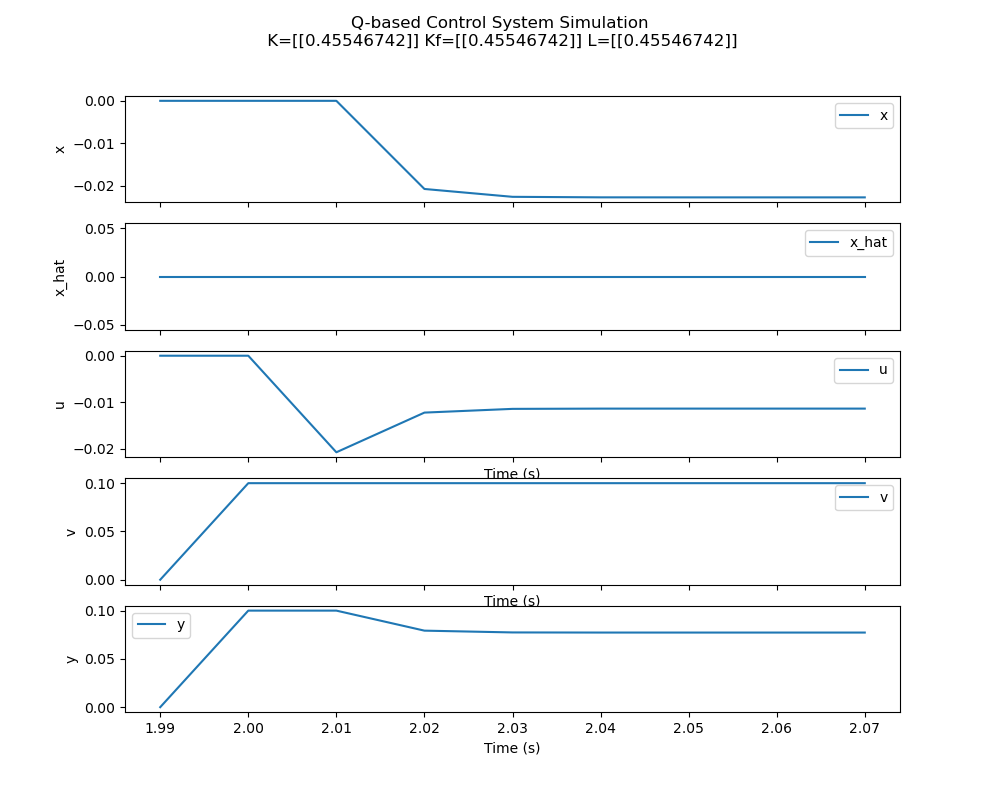 Q-based Control System Simulation
K=[[0.45546742]] Kf=[[0.45546742]] L=[[0.45546742]]
0.00
−0.01
−0.02
x
x
0.05
0.00
−0.05
x_hat
x_hat
0.00
−0.01
−0.02
u
u
Time (s)
0.10
0.05
0.00
v
v
Time (s)
0.10
0.05
0.00
y
y
1.99 2.00 2.01 2.02 2.03 2.04 2.05 2.06 2.07
Time (s)